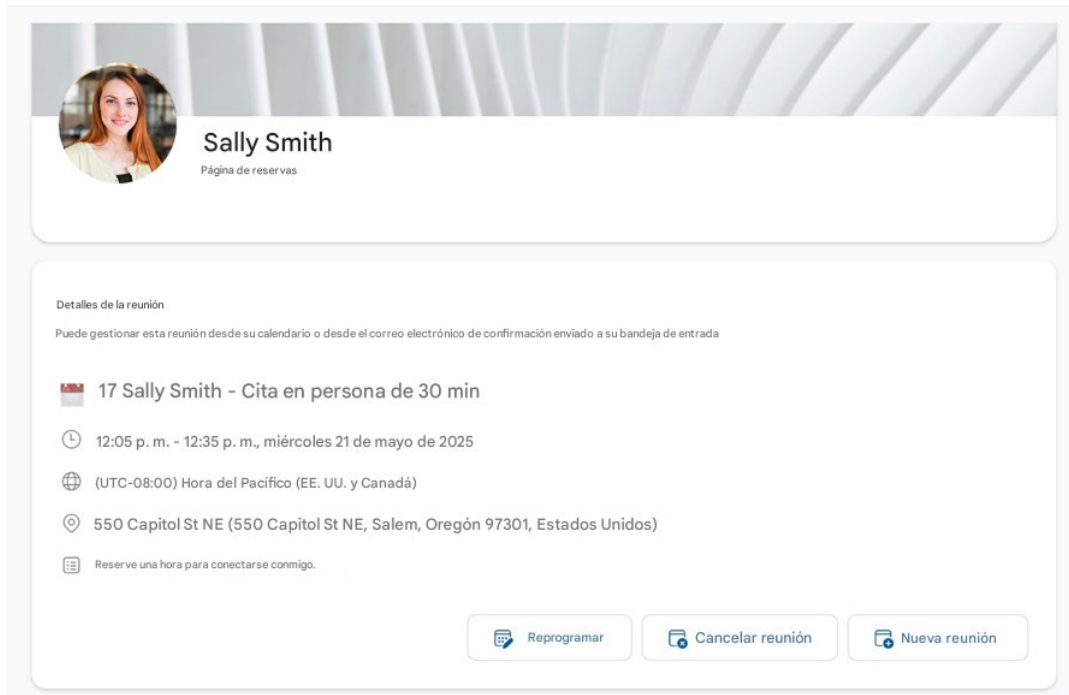 Sally Smith
Página de reservas
Detalles de la reunión
Puede gestionar esta reunión desde su calendario o desde el correo electrónico de confirmación enviado a su bandeja de entrada
17 Sally Smith - Cita en persona de 30 min
12:05 p. m. - 12:35 p. m., miércoles 21 de mayo de 2025
(UTC-08:00) Hora del Pacífico (EE. UU. y Canadá)
550 Capitol St NE (550 Capitol St NE, Salem, Oregón 97301, Estados Unidos)
Reserve una hora para conectarse conmigo.
Reprogramar
Cancelar reunión
Nueva reunión